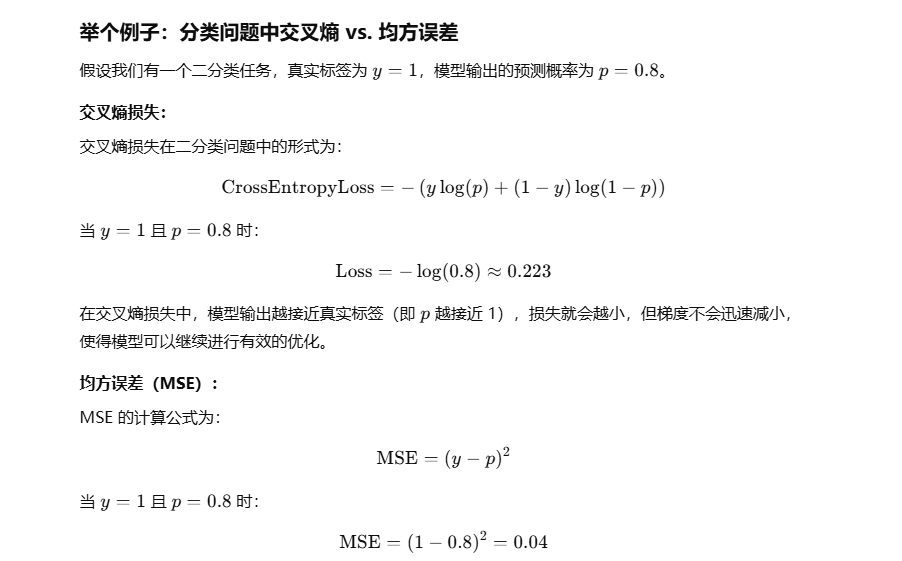 举个例子：分类问题中交叉熵 vs. 均方误差
假设我们有一个二分类任务，真实标签为 y = 1，模型输出的预测概率为 p = 0.8。
交叉熵损失：
交叉熵损失在二分类问题中的形式为：
CrossEntropyLoss = − (y log(p) + (1 − y) log(1 − p))
当 y = 1 且 p = 0.8 时：
Loss = − log(0.8) ≈ 0.223
在交叉熵损失中，模型输出越接近真实标签（即 p 越接近 1），损失就会越小，但梯度不会迅速减小，
使得模型可以继续进行有效的优化。
均方误差（MSE）：
MSE 的计算公式为：
MSE = (y − p)²
当 y = 1 且 p = 0.8 时：
MSE = (1 − 0.8)² = 0.04